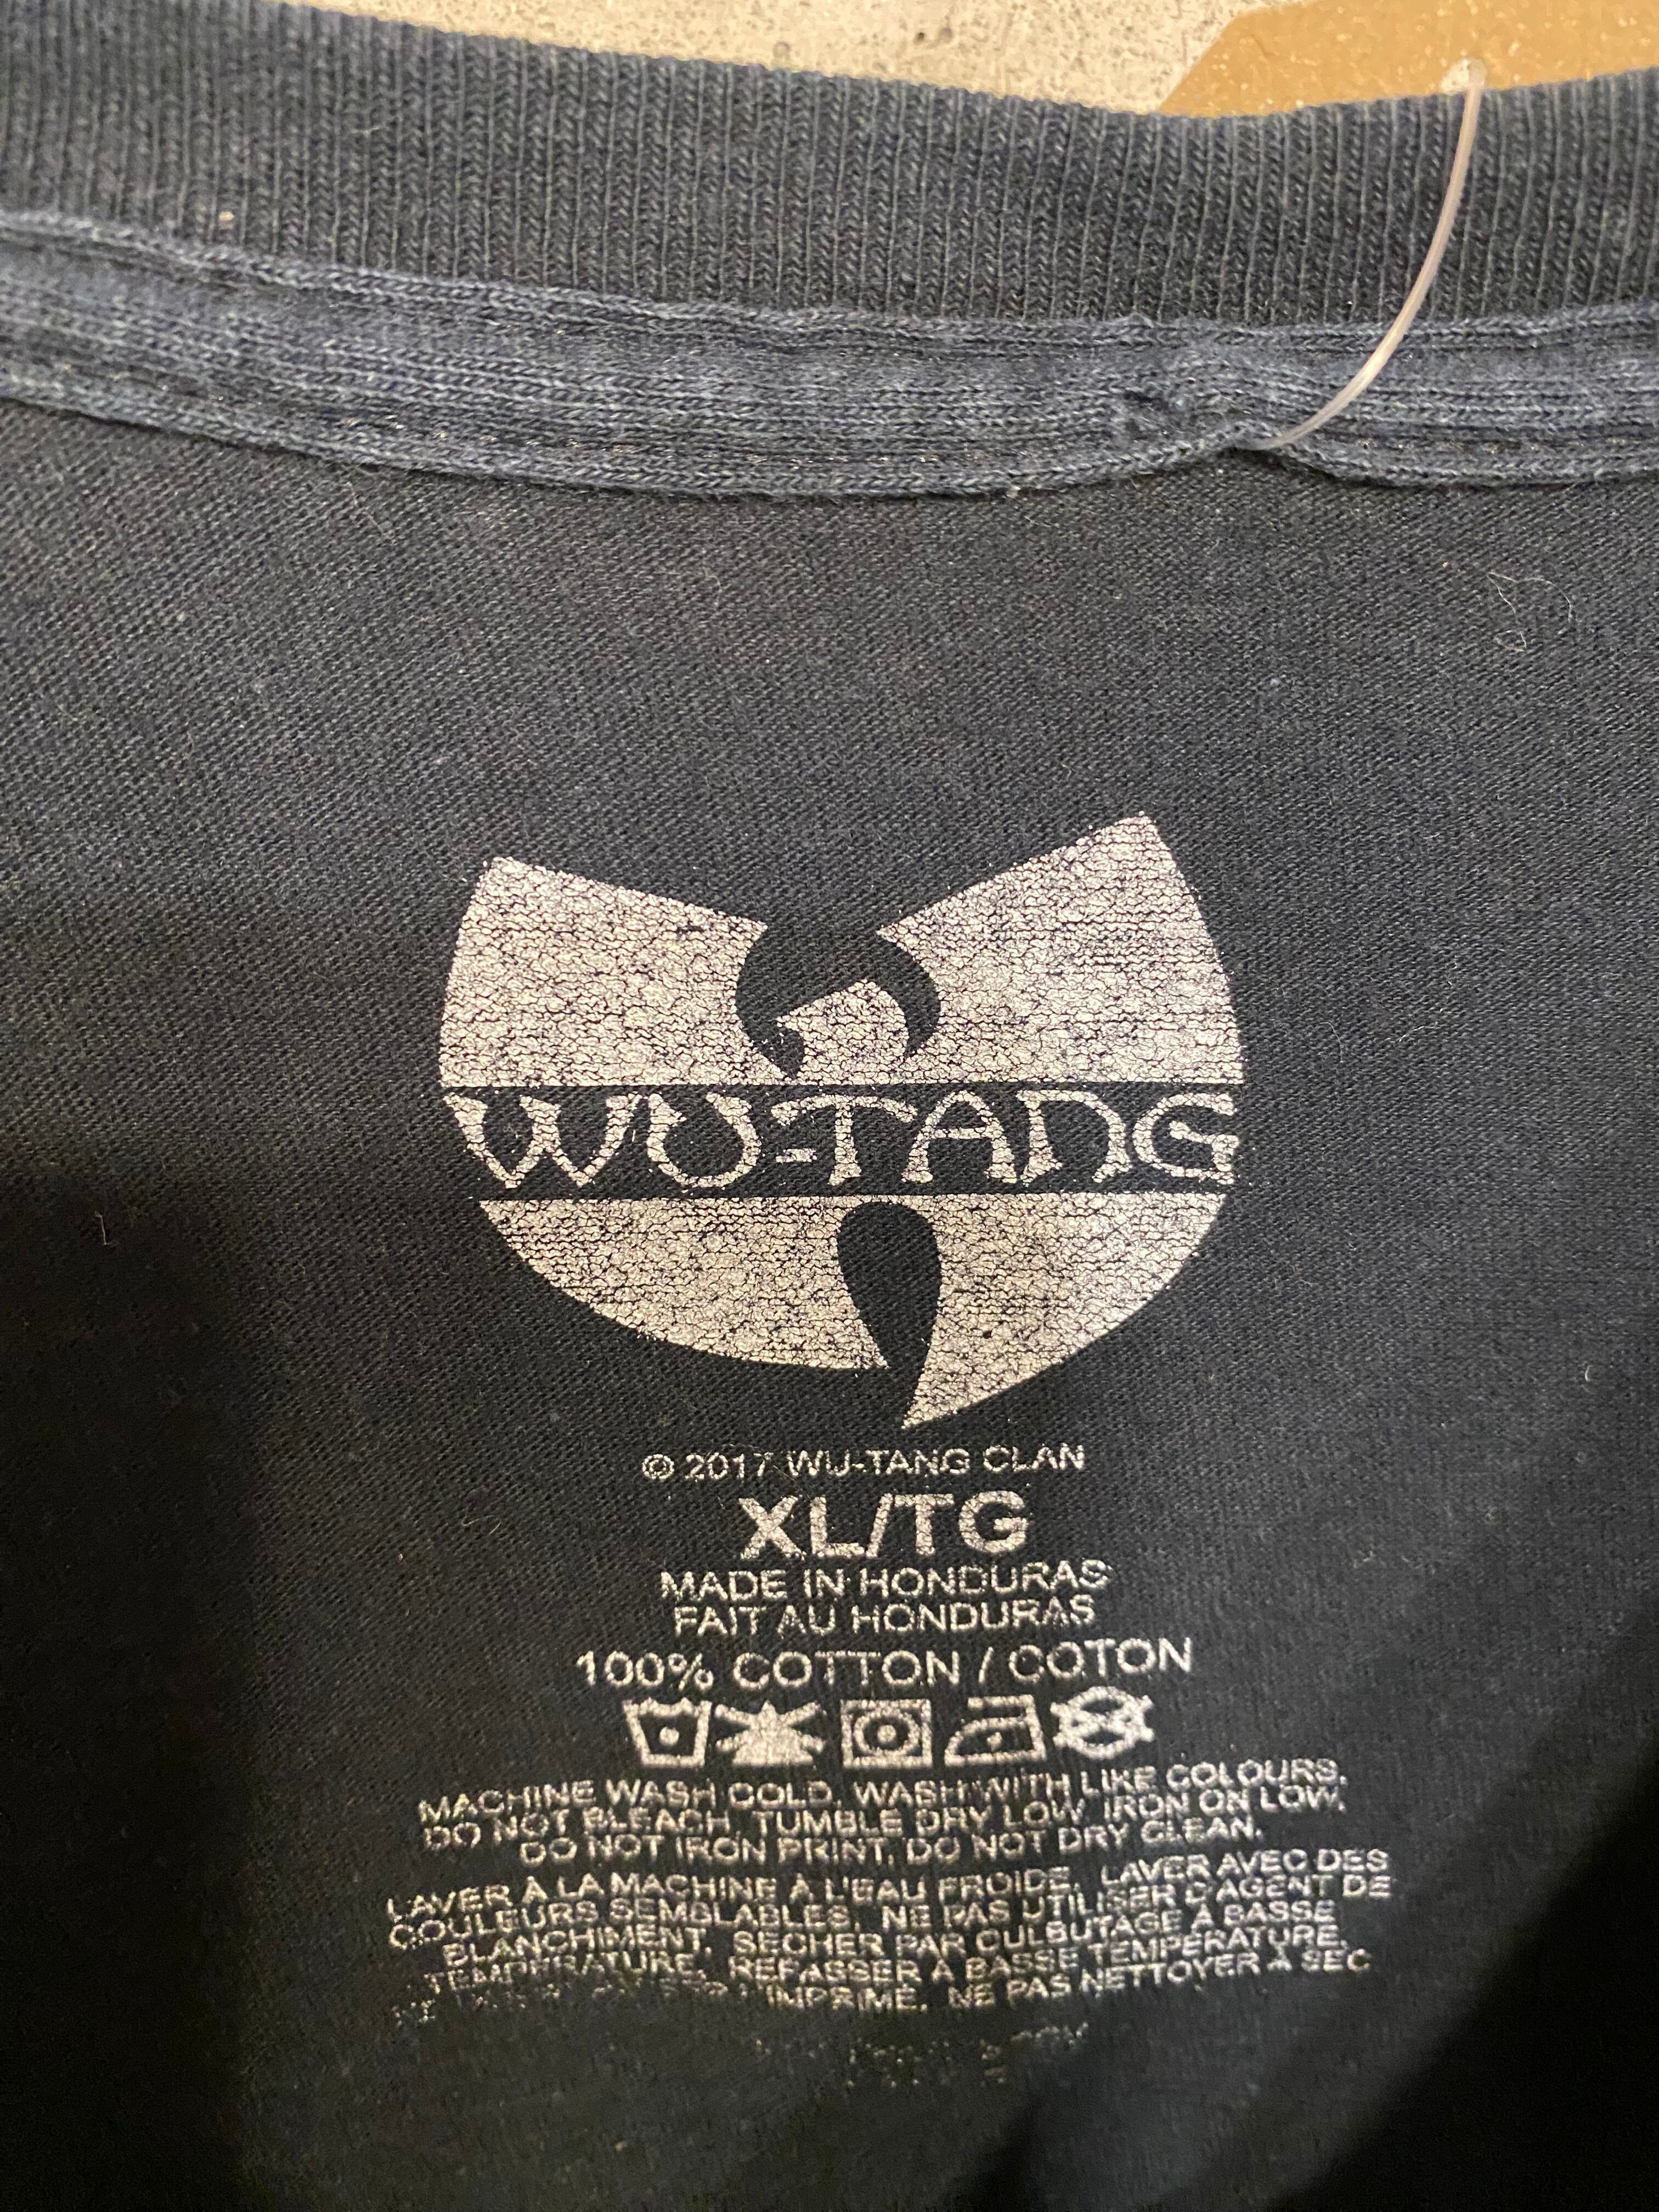 WU-TANG
© 2017 WU-TANG CLAN
XL/TG
MADE IN HONDURAS
FAIT AU HONDURAS
100% COTTON / COTON
MACHINE WASH COLD. WASH WITH LIKE COLOURS.
DO NOT BLEACH. TUMBLE DRY LOW. IRON ON LOW.
DO NOT IRON PRINT. DO NOT DRY CLEAN.
LAVER À LA MACHINE À L'EAU FROIDE. LAVER AVEC DES
COULEURS SEMBLABLES. NE PAS UTILISER D'AGENT DE
BLANCHIMENT. SÉCHER PAR CULBUTAGE À BASSE
TEMPÉRATURE. REPASSER À BASSE TEMPÉRATURE.
IMPRIMÉ. NE PAS NETTOYER À SEC